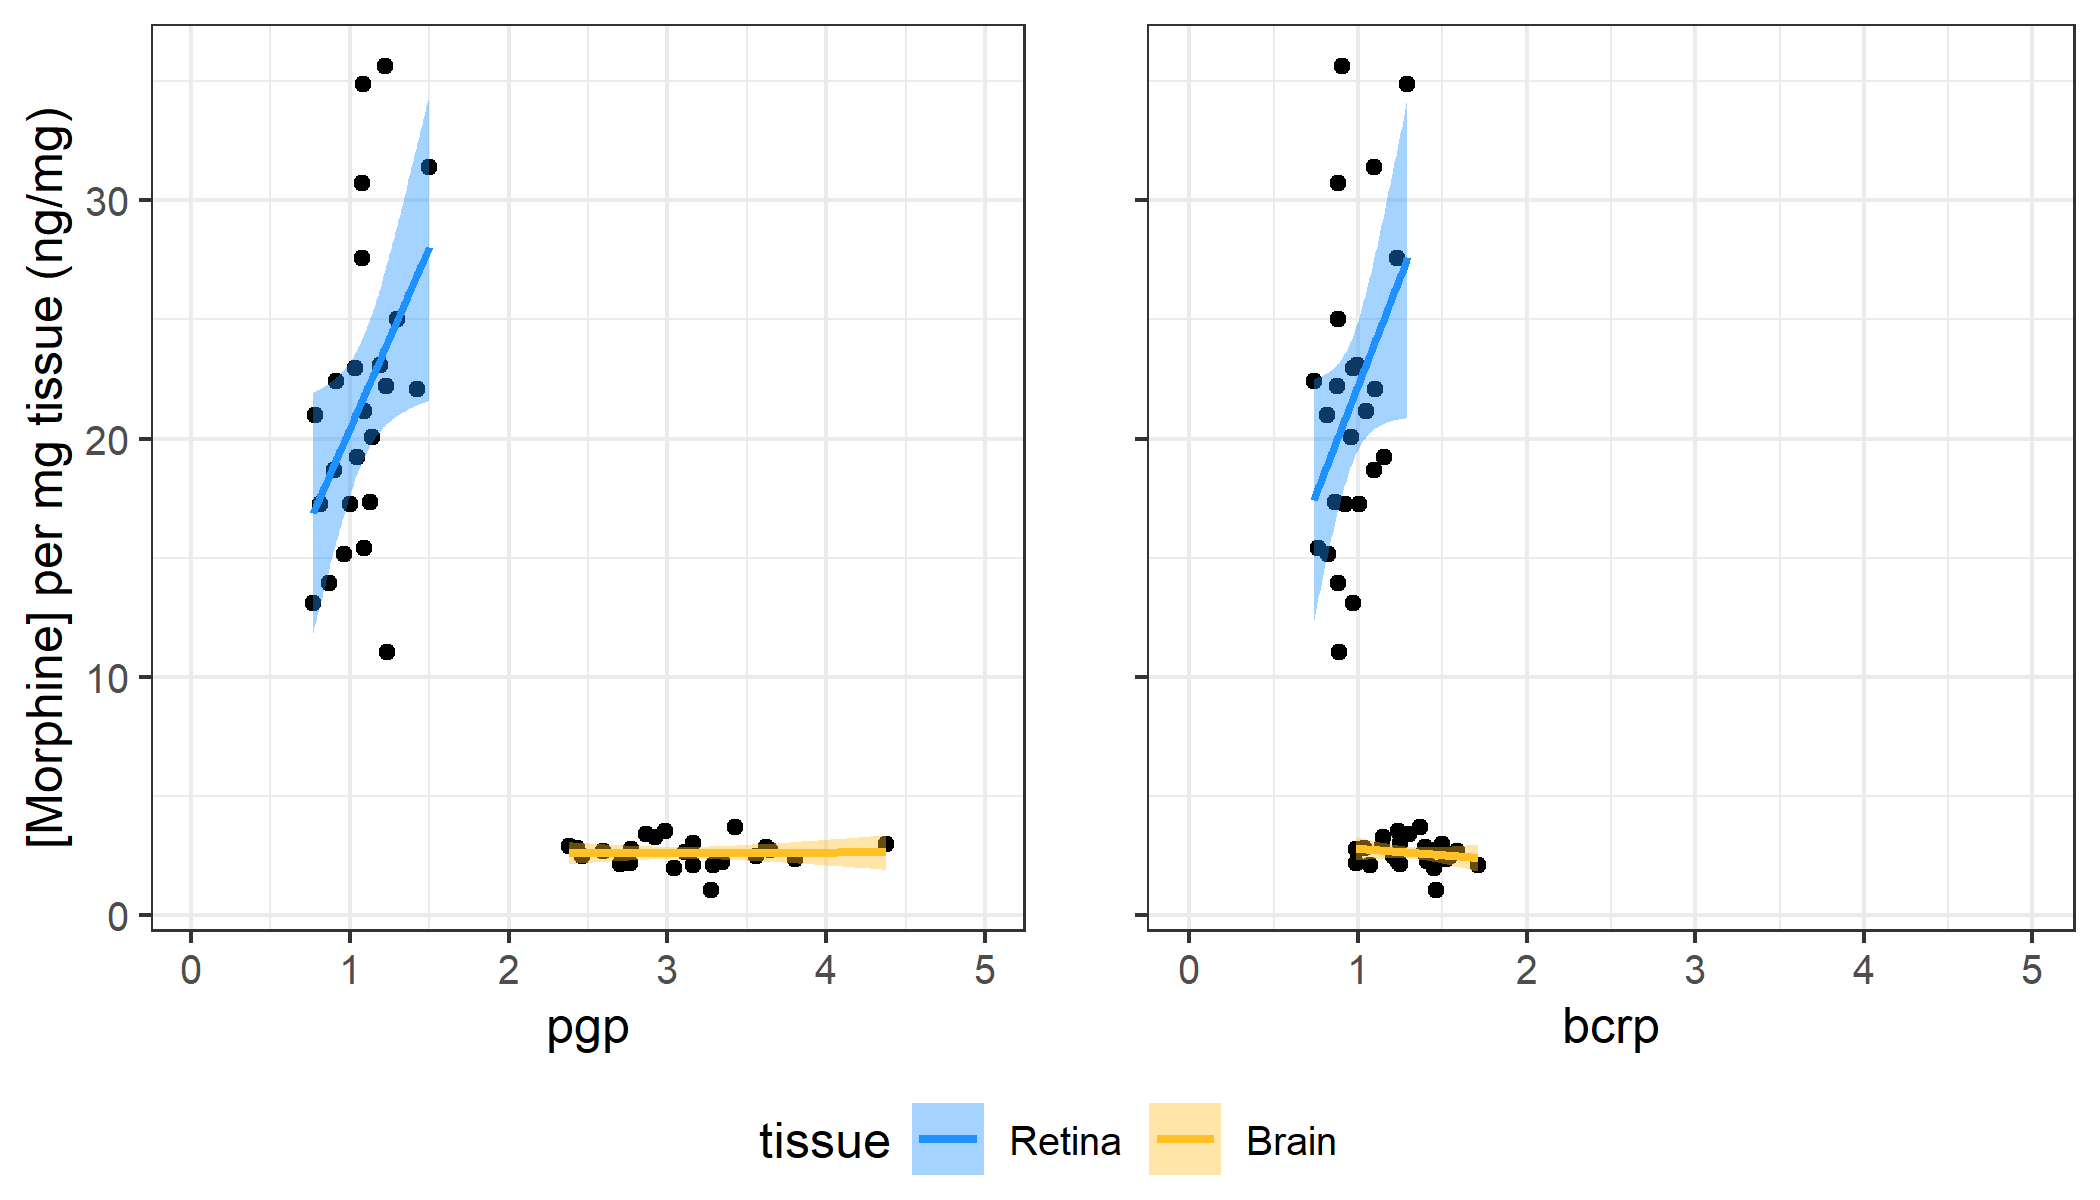 [Morphine] per mg tissue (ng/mg)
30
20
10
0
0 1 2 3 4 5
0 1 2 3 4 5
pgp
bcrp
tissue Retina Brain